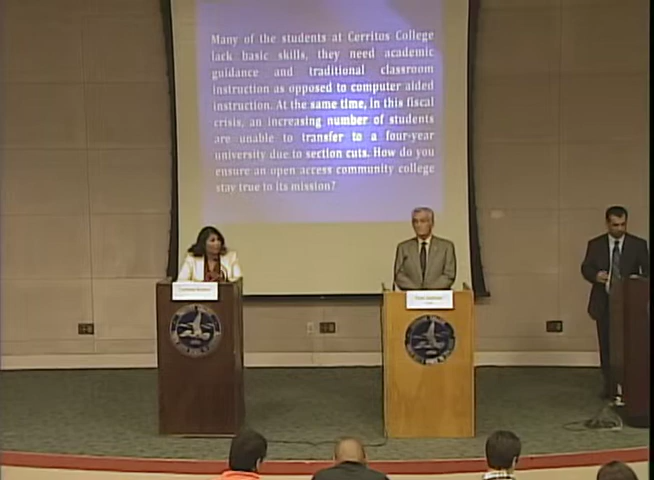 Many of the students at Cerritos College
lack basic skills, they need academic
guidance and traditional classroom
instruction as opposed to computer aided
instruction. At the same time, in this fiscal
crisis, an increasing number of students
are unable to transfer to a four-year
university due to section cuts. How do you
ensure an open access community college
stay true to its mission?